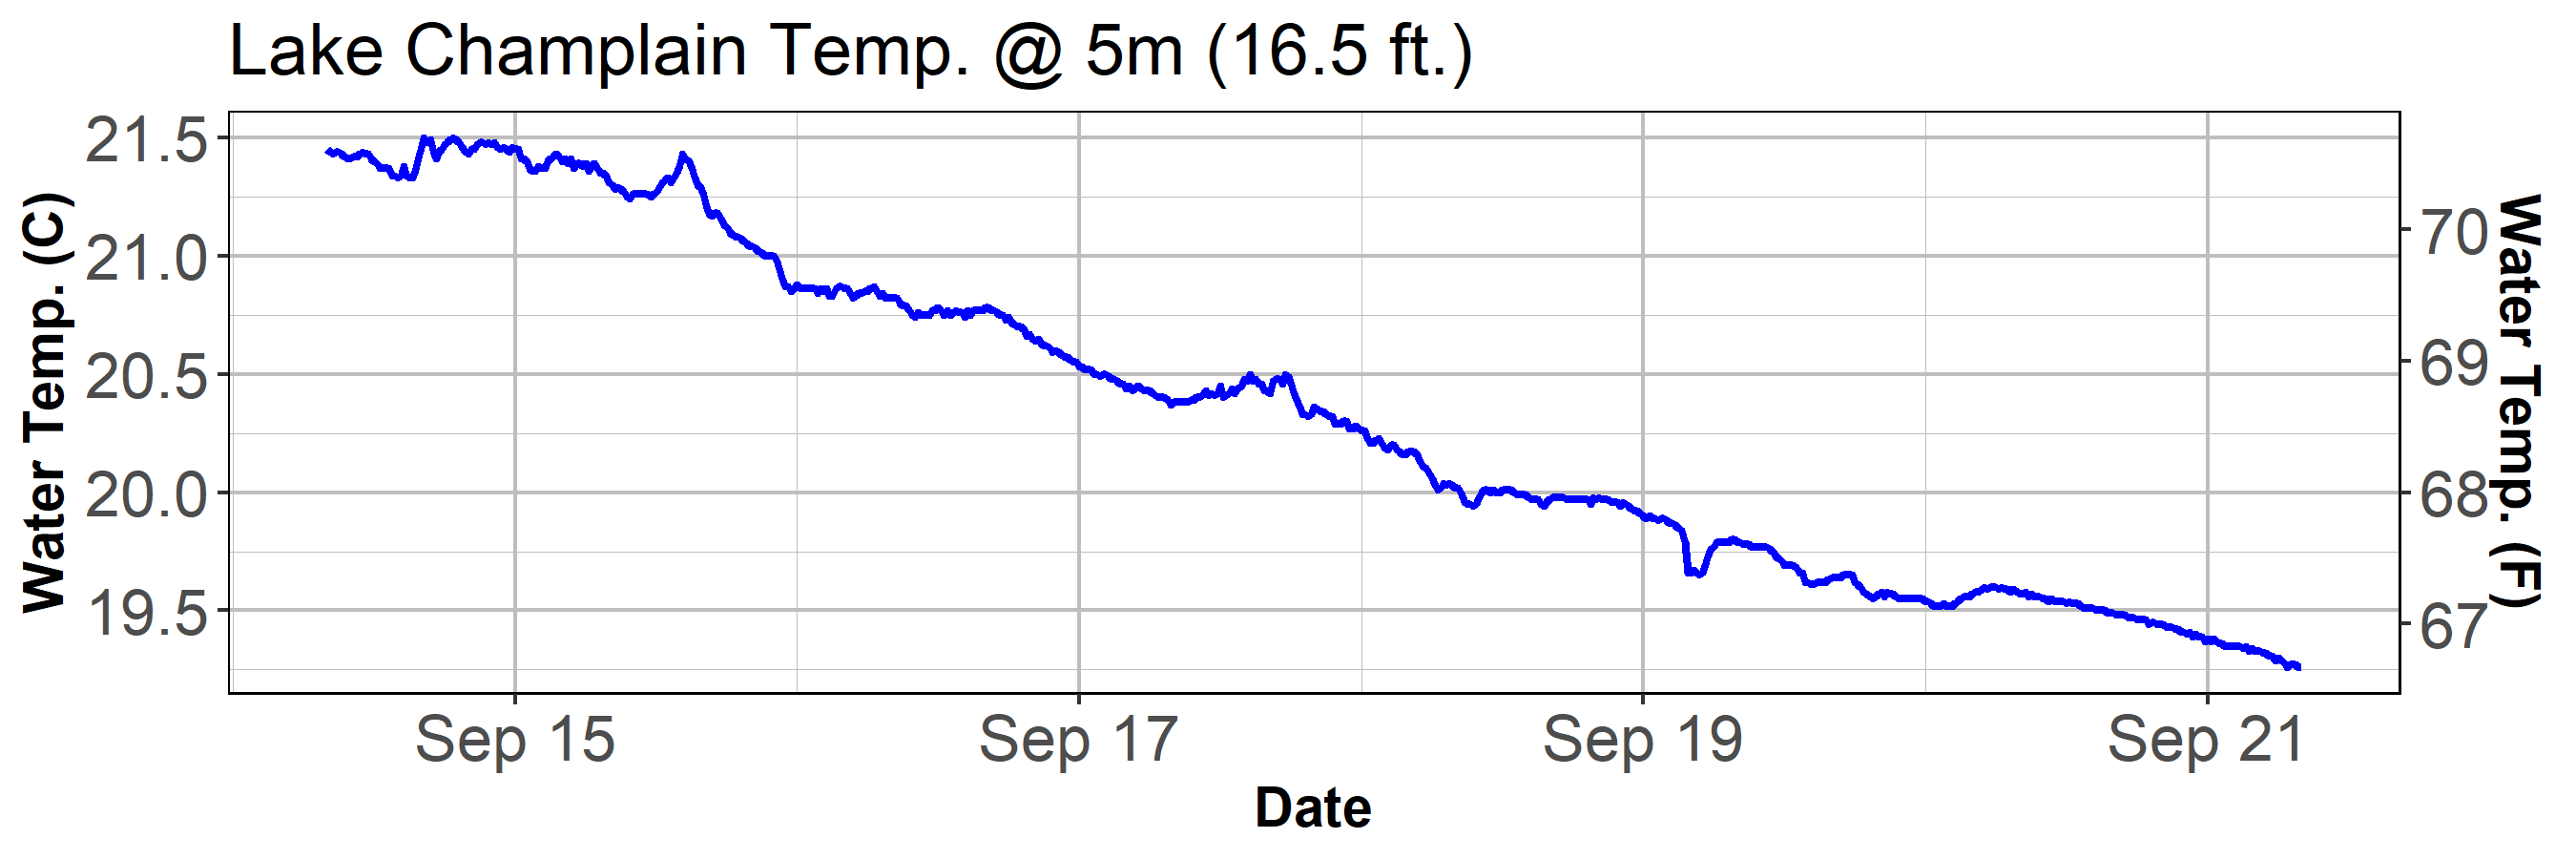 Lake Champlain Temp. @ 5m (16.5 ft.)
Water Temp. (C)
21.5
21.0
20.5
20.0
19.5
70
69
68
67
Water Temp. (F)
Sep 15 Sep 17 Sep 19 Sep 21
Date